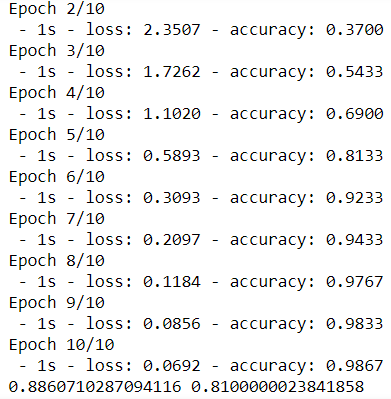 Epoch 2/10
 - 1s - loss: 2.3507 - accuracy: 0.3700
Epoch 3/10
 - 1s - loss: 1.7262 - accuracy: 0.5433
Epoch 4/10
 - 1s - loss: 1.1020 - accuracy: 0.6900
Epoch 5/10
 - 1s - loss: 0.5893 - accuracy: 0.8133
Epoch 6/10
 - 1s - loss: 0.3093 - accuracy: 0.9233
Epoch 7/10
 - 1s - loss: 0.2097 - accuracy: 0.9433
Epoch 8/10
 - 1s - loss: 0.1184 - accuracy: 0.9767
Epoch 9/10
 - 1s - loss: 0.0856 - accuracy: 0.9833
Epoch 10/10
 - 1s - loss: 0.0692 - accuracy: 0.9867
0.8860710287094116 0.8100000023841858